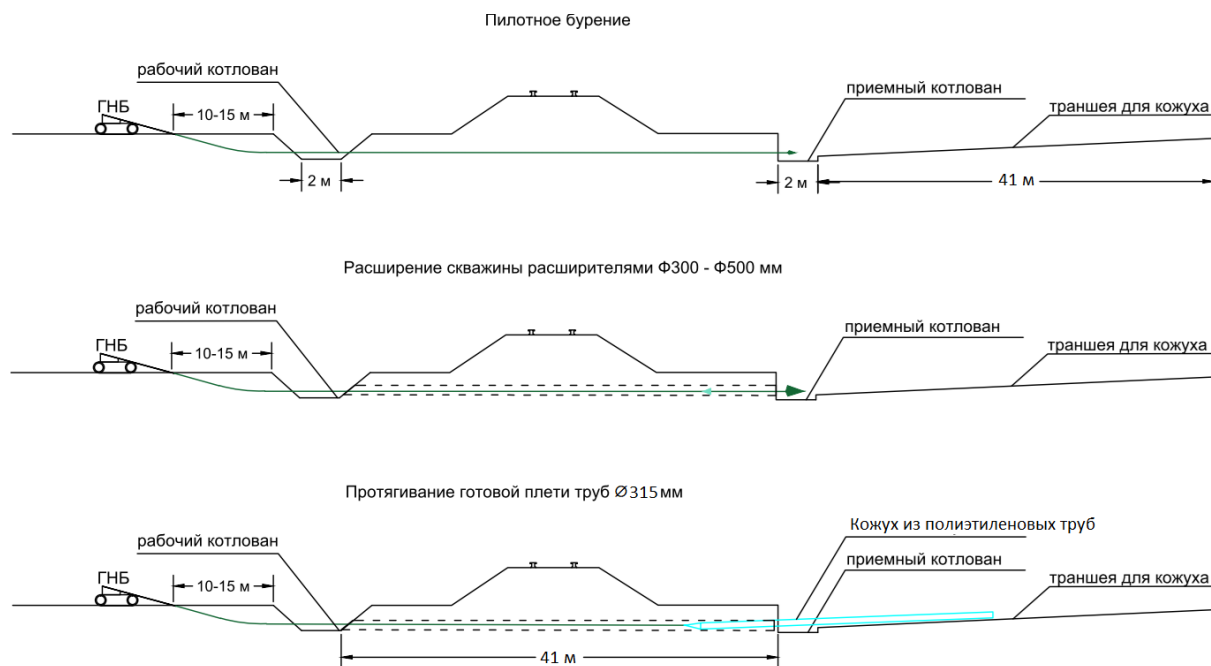 Пилотное бурение
рабочий котлован
приемный котлован
ГНБ
10-15 м
траншея для кожуха
2 м
2 м
41 м
Расширение скважины расширителями Ф300 - Ф500 мм
рабочий котлован
приемный котлован
ГНБ
10-15 м
траншея для кожуха
Протягивание готовой плети труб Ø315мм
Кожух из полиэтиленовых труб
рабочий котлован
приемный котлован
ГНБ
10-15 м
траншея для кожуха
41 м